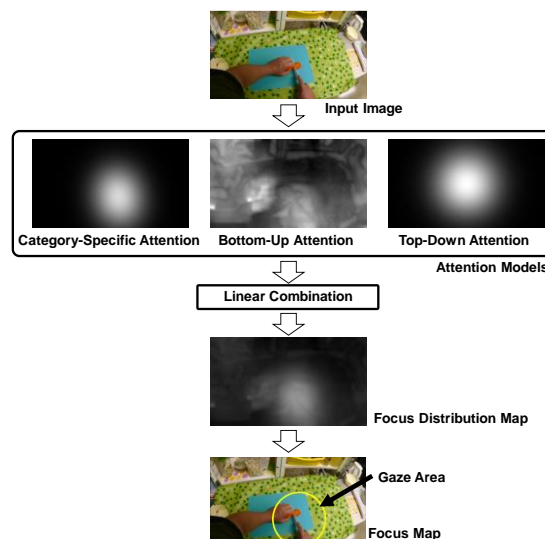 Input Image
Category-Specific Attention
Bottom-Up Attention
Top-Down Attention
Attention Models
Linear Combination
Focus Distribution Map
Gaze Area
Focus Map